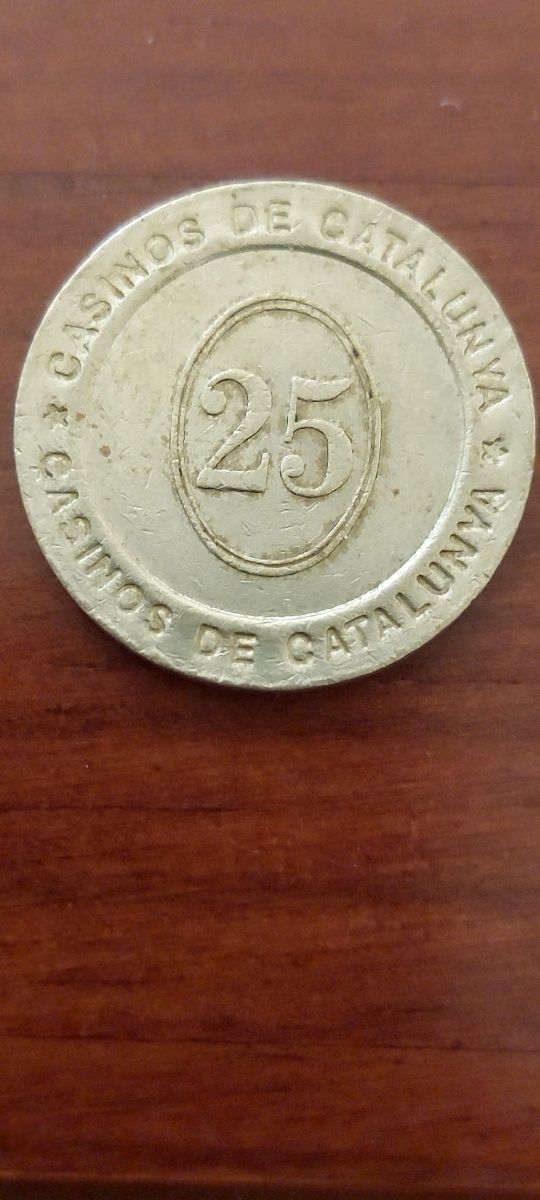 CASINOS DE CATALUNYA
25
* CASINOS DE CATALUNYA *